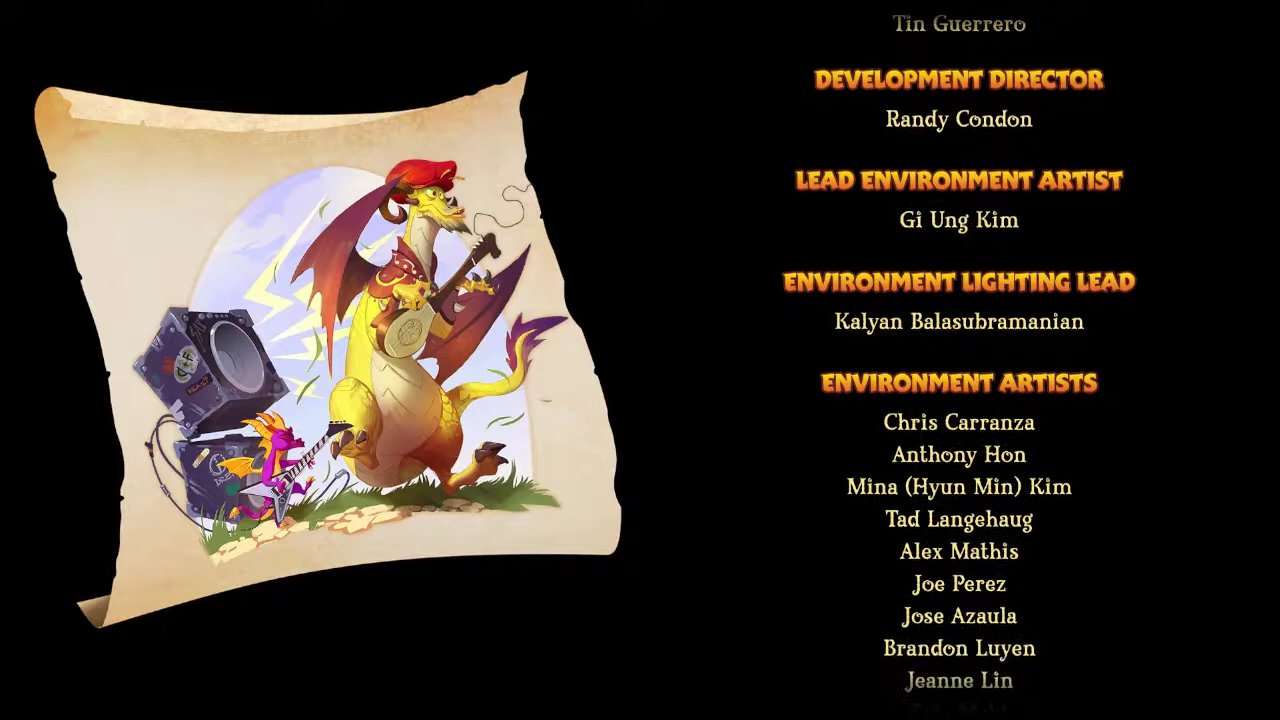 Tin Guerrero
DEVELOPMENT DIRECTOR
Randy Condon
LEAD ENVIRONMENT ARTIST
Gi Ung Kim
ENVIRONMENT LIGHTING LEAD
Kalyan Balasubramanian
ENVIRONMENT ARTISTS
Chris Carranza
Anthony Hon
Mina (Hyun Min) Kim
Tad Langehaug
Alex Mathis
Joe Perez
Jose Azaula
Brandon Luyen
Jeanne Lin